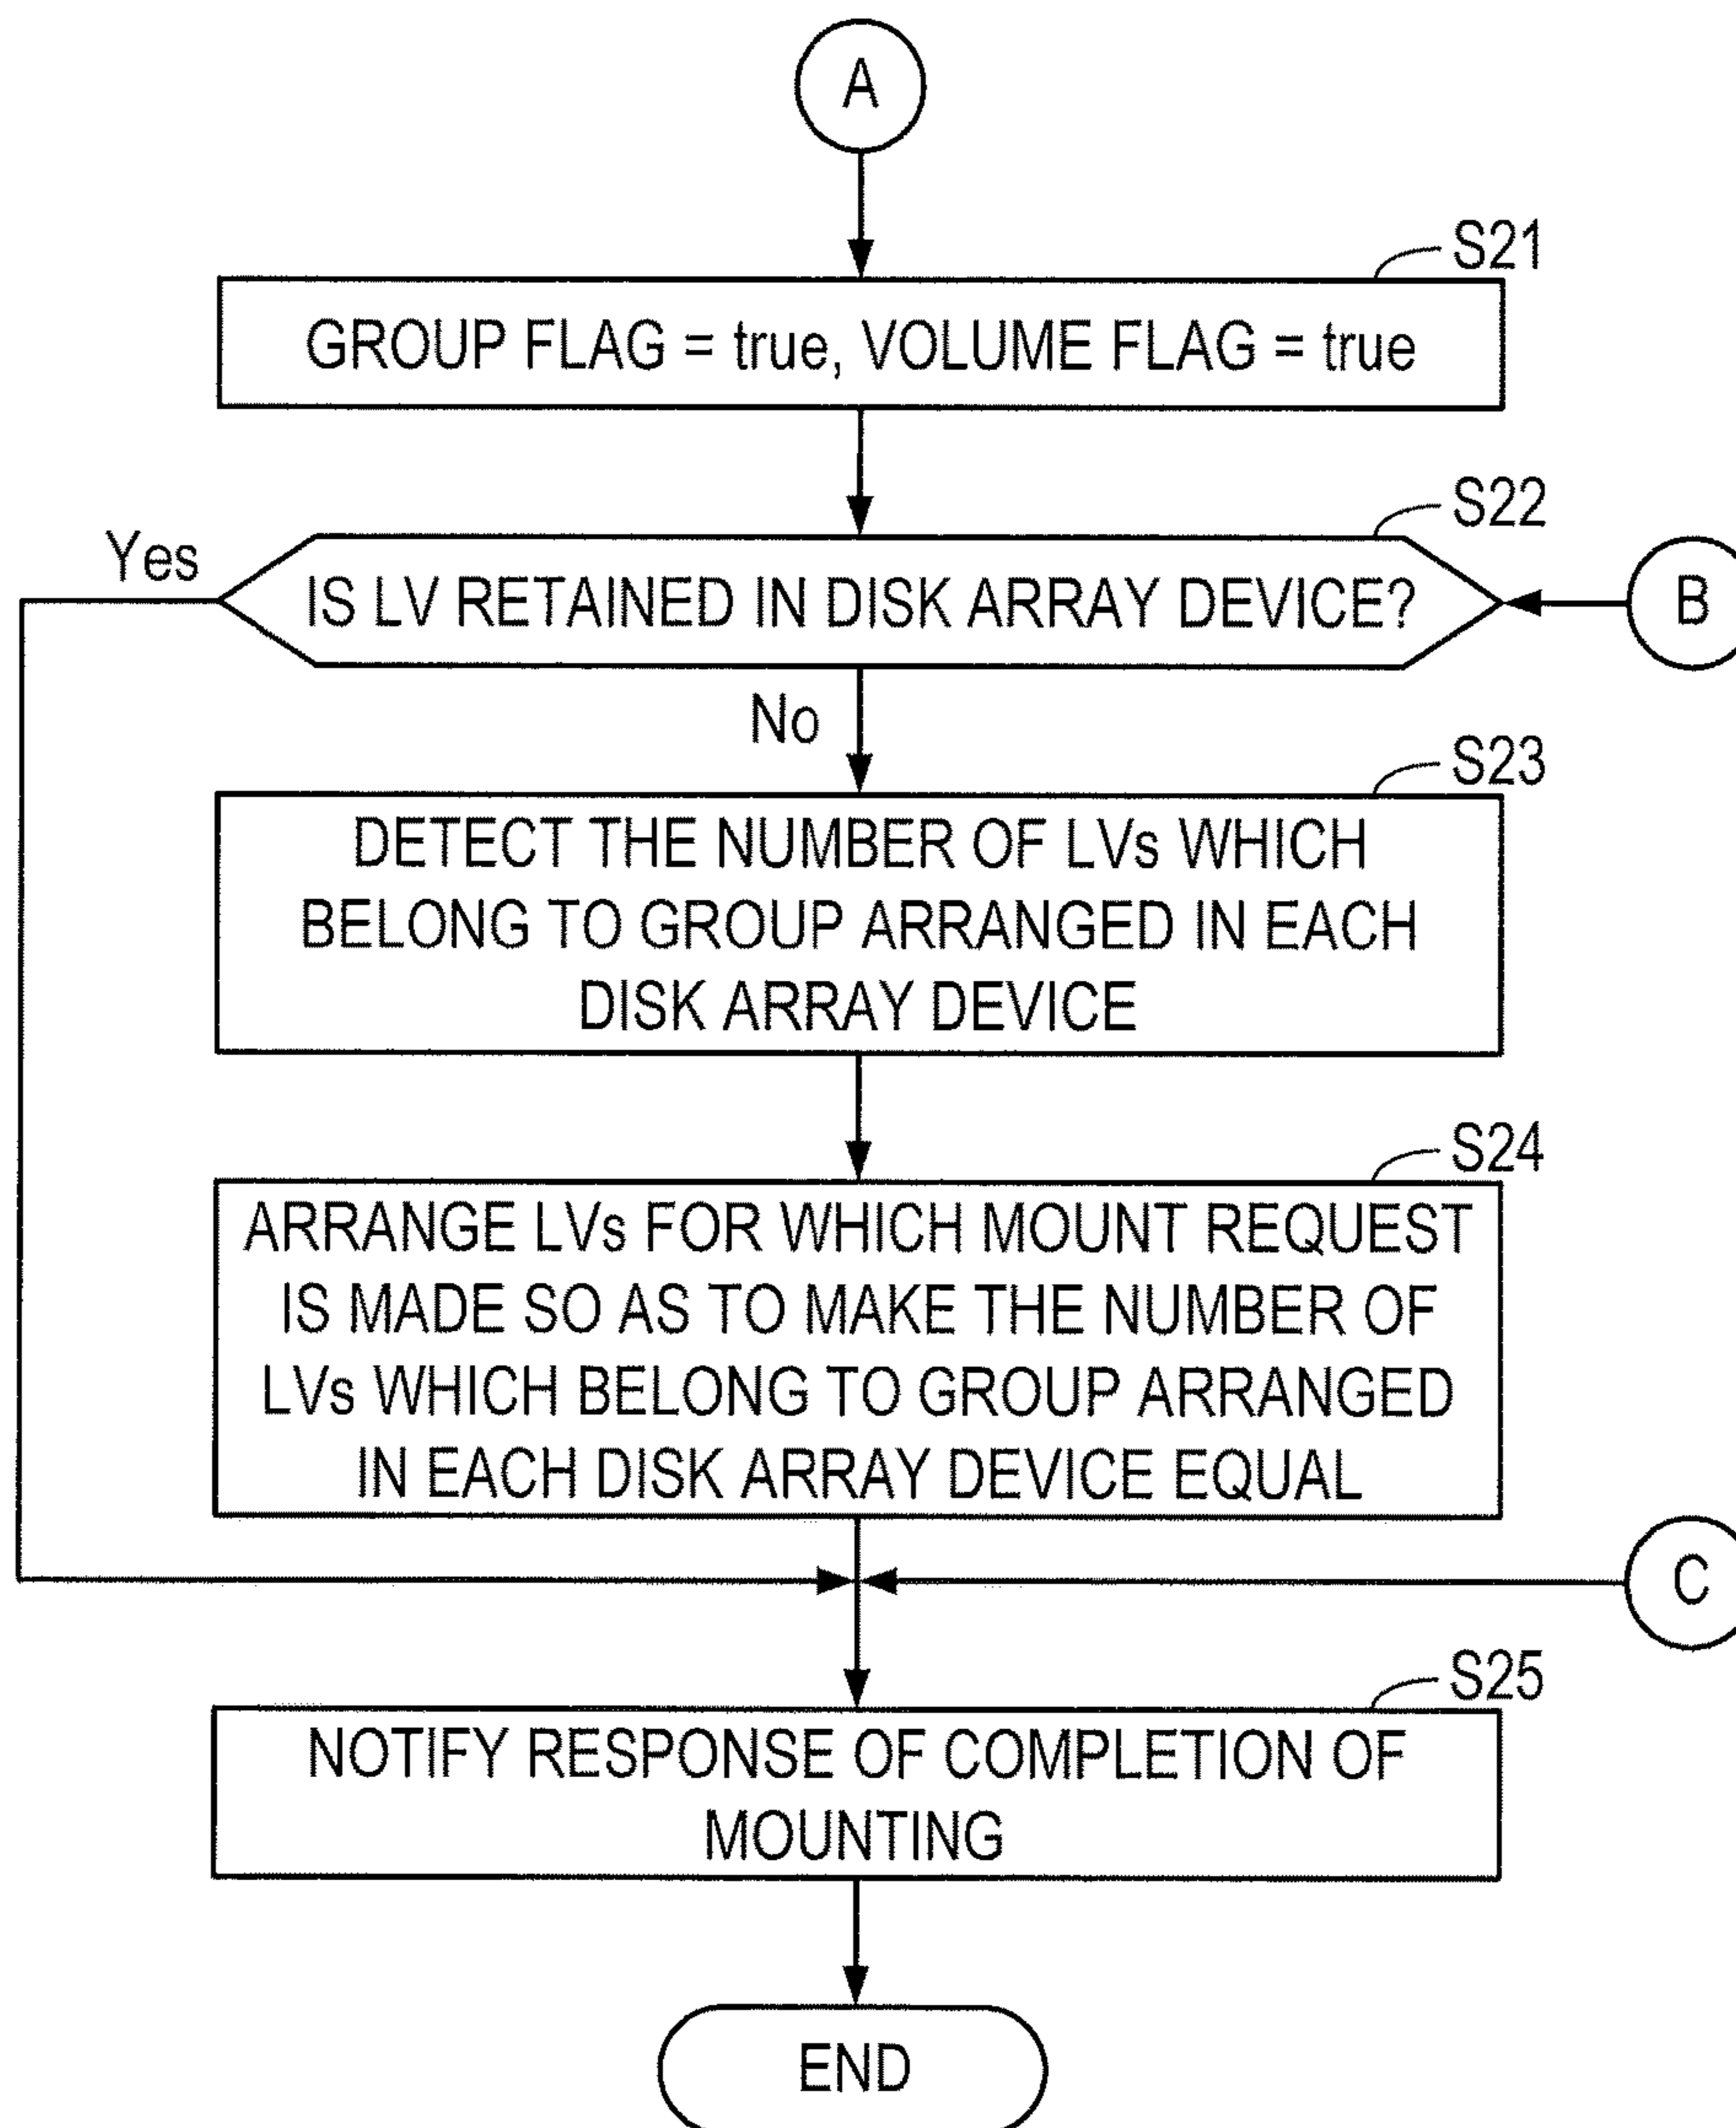 A
S21
GROUP FLAG = true, VOLUME FLAG = true
S22
Yes
IS LV RETAINED IN DISK ARRAY DEVICE?
B
No
S23
DETECT THE NUMBER OF LVs WHICH
BELONG TO GROUP ARRANGED IN EACH
DISK ARRAY DEVICE
S24
ARRANGE LVs FOR WHICH MOUNT REQUEST
IS MADE SO AS TO MAKE THE NUMBER OF
LVs WHICH BELONG TO GROUP ARRANGED
IN EACH DISK ARRAY DEVICE EQUAL
C
S25
NOTIFY RESPONSE OF COMPLETION OF
MOUNTING
END